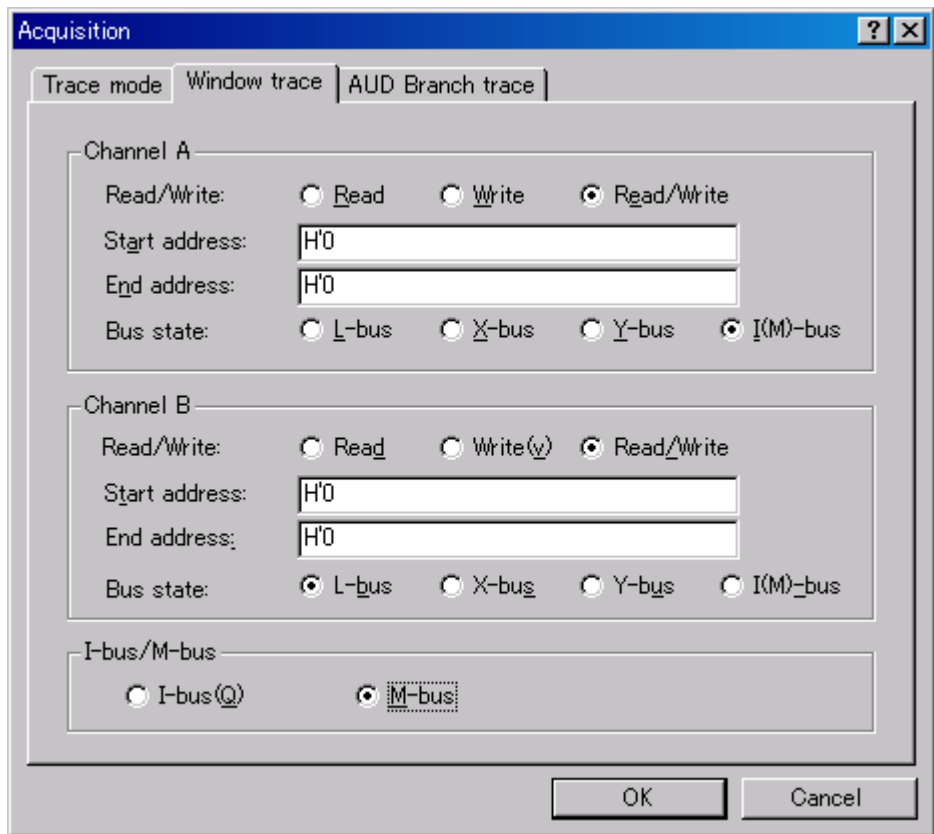 Acquisition
Trace mode Window trace AUD Branch trace
Channel A
Read/Write: Read Write Read/Write
Start address: H'0
End address: H'0
Bus state: L-bus X-bus Y-bus I(M)-bus
Channel B
Read/Write: Read Write(v) Read/Write
Start address: H'0
End address: H'0
Bus state: L-bus X-bus Y-bus I(M)-bus
I-bus/M-bus
I-bus(Q) M-bus
OK Cancel